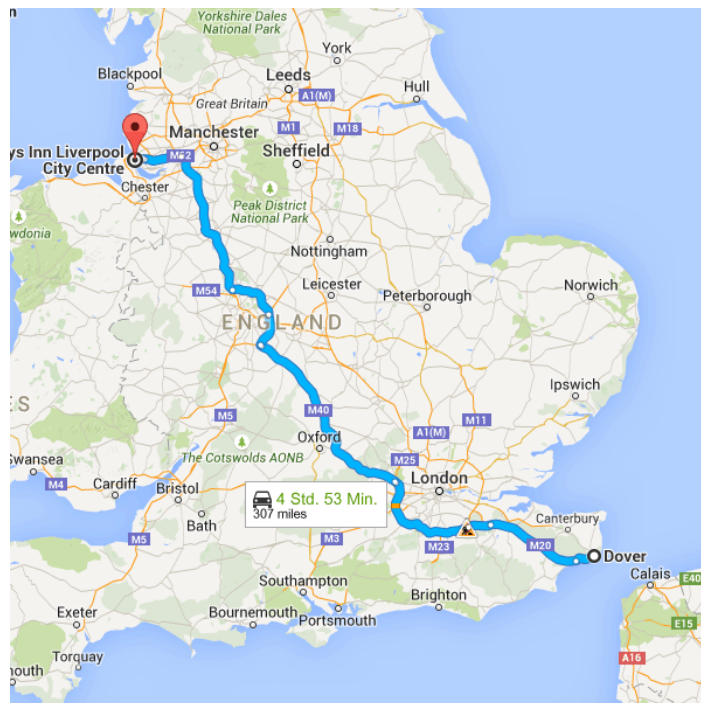 Yorkshire Dales
National Park
York
Blackpool
Leeds
Hull
A1(M)
Great Britain
M1
M18
Manchester
ys Inn Liverpool
City Centre
M62
Sheffield
Chester
Peak District
National Park
wdonia
Nottingham
M54
Leicester
Peterborough
Norwich
ENGLAND
Ipswich
ES
M5
M40
M11
A1(M)
Oxford
The Cotswolds AONB
M25
Swansea
M4
Cardiff
Bristol
London
4 Std. 53 Min.
307 miles
Bath
Canterbury
M5
M3
M23
M20
Dover
Calais
E40
Southampton
Brighton
Exeter
Bournemouth
Portsmouth
E15
Torquay
A16
mouth